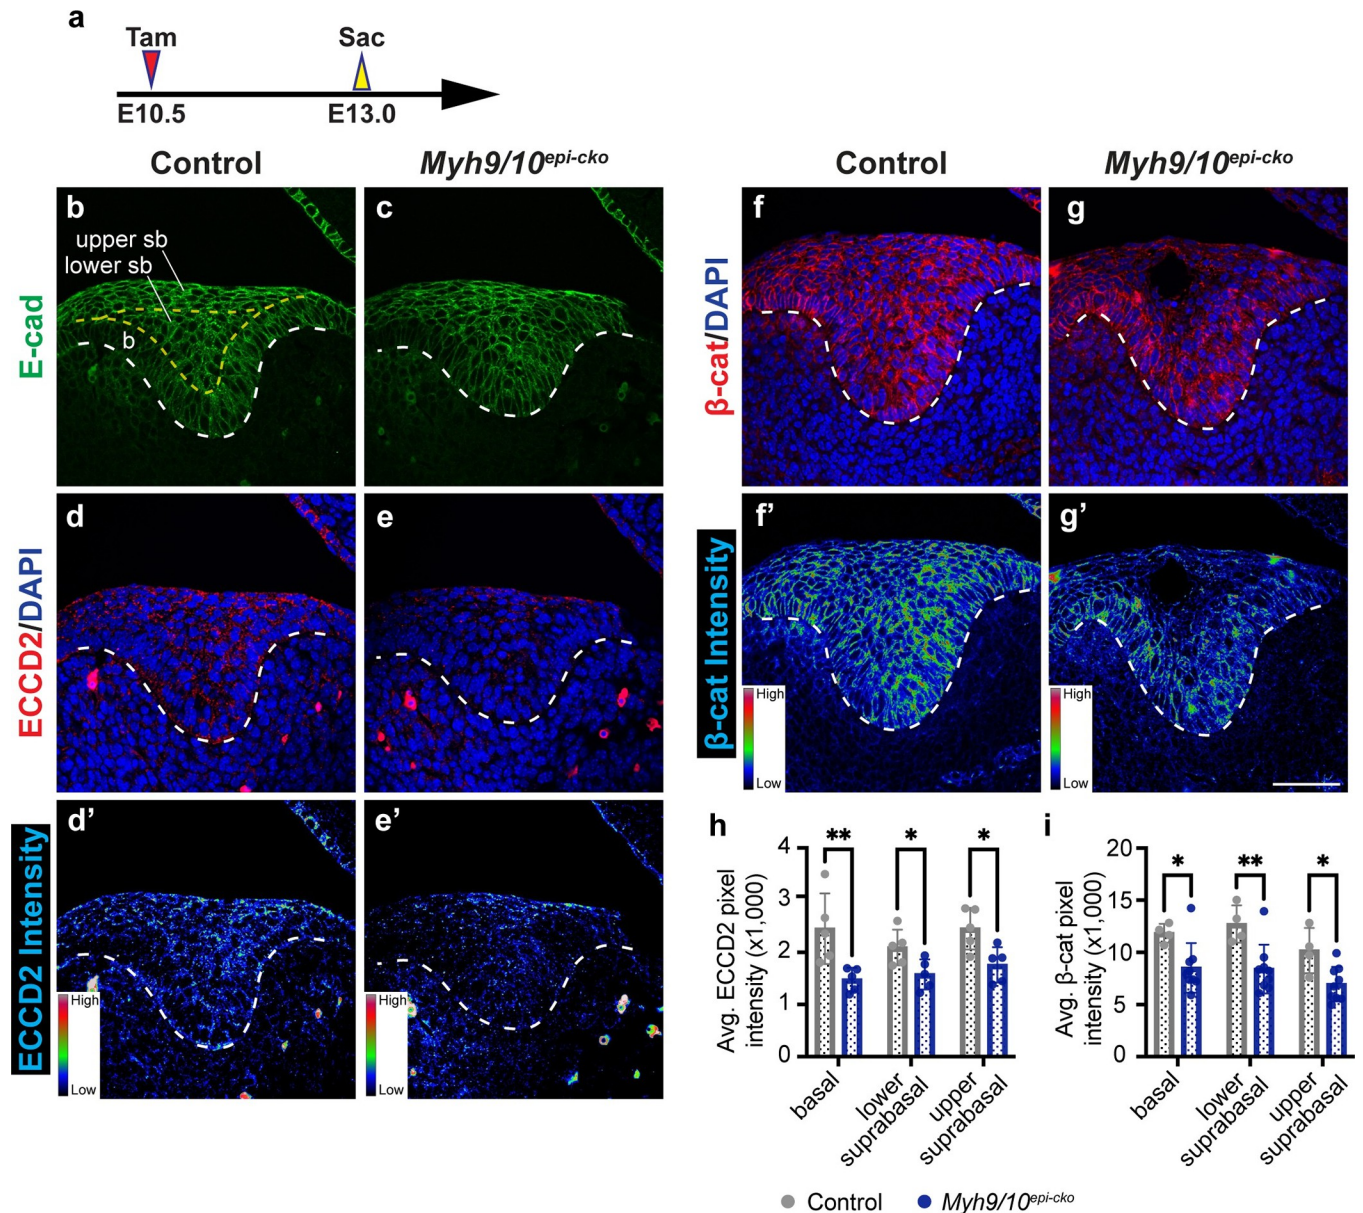 a
Tam
Sac
E10.5
E13.0
Control
Myh9/10epi-cko
E-cad
b
upper sb
lower sb
b
c
ECCD2/DAPI
d
e
ECCD2 Intensity
d’
High
Low
e’
High
Low
Control
Myh9/10epi-cko
β-cat/DAPI
f
g
β-cat Intensity
f’
High
Low
g’
High
Low
h
Avg. ECCD2 pixel
intensity (x1,000)
4
3
2
1
0
**
*
*
basal
lower
suprabasal
upper
suprabasal
i
Avg. β-cat pixel
intensity (x1,000)
20
15
10
5
0
*
**
*
basal
lower
suprabasal
upper
suprabasal
Control
Myh9/10epi-cko